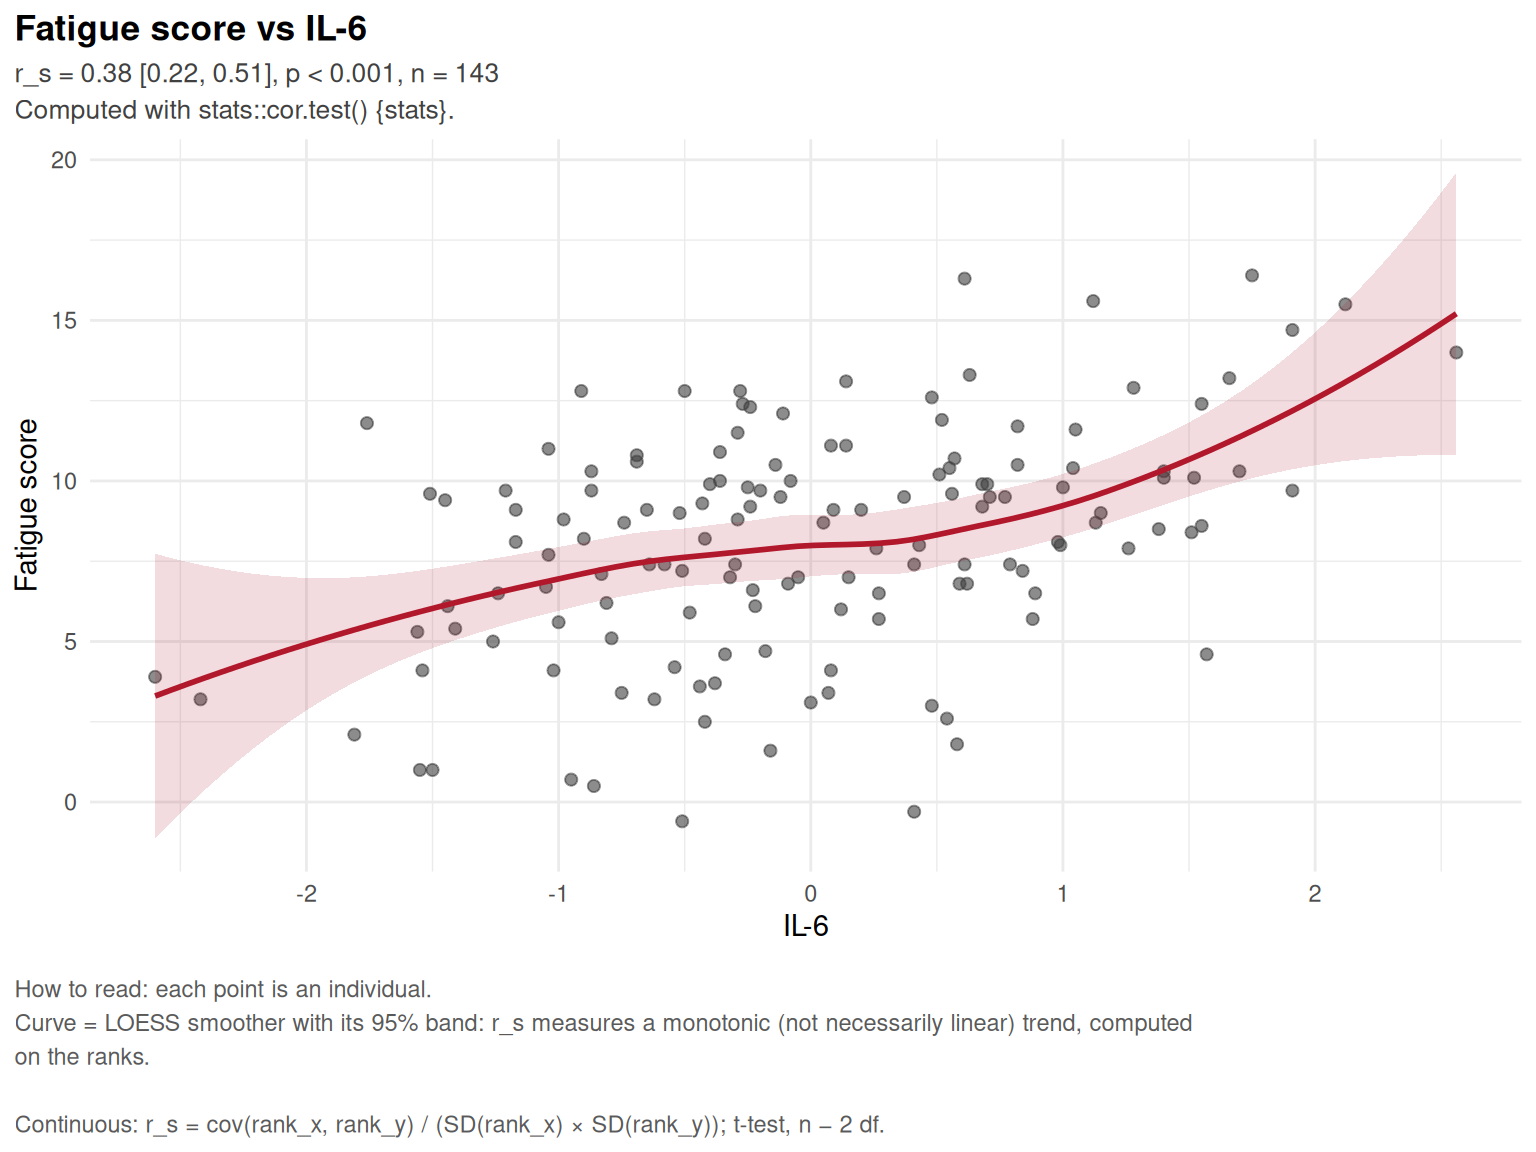 Fatigue score vs IL-6
r_s = 0.38 [0.22, 0.51], p < 0.001, n = 143
Computed with stats::cor.test() {stats}.
20
15
10
5
0
Fatigue score
-2
-1
0
1
2
IL-6
How to read: each point is an individual.
Curve = LOESS smoother with its 95% band: r_s measures a monotonic (not necessarily linear) trend, computed
on the ranks.
Continuous: r_s = cov(rank_x, rank_y) / (SD(rank_x) × SD(rank_y)); t-test, n − 2 df.